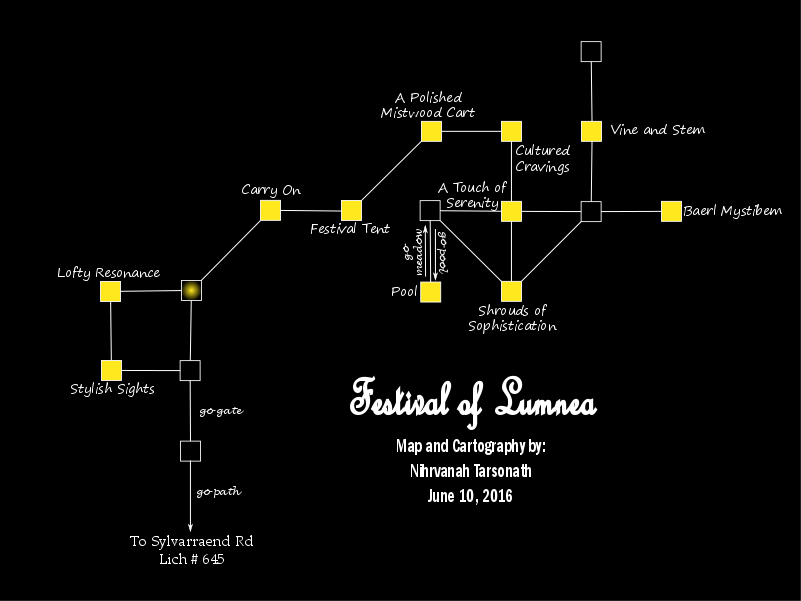 A Polished
Mistwood Cart
Vine and Stem
Cultured
Cravings
Carry On
A Touch of
Serenity
Baerl Mystibem
Festival Tent
go
meadow
go pool
Lofty Resonance
Pool
Shrouds of
Sophistication
Stylish Sights
Festival of Lumnea
go gate
Map and Cartography by:
Nihrvanah Tarsonath
June 10, 2016
go path
To Sylvarraend Rd
Lich # 645